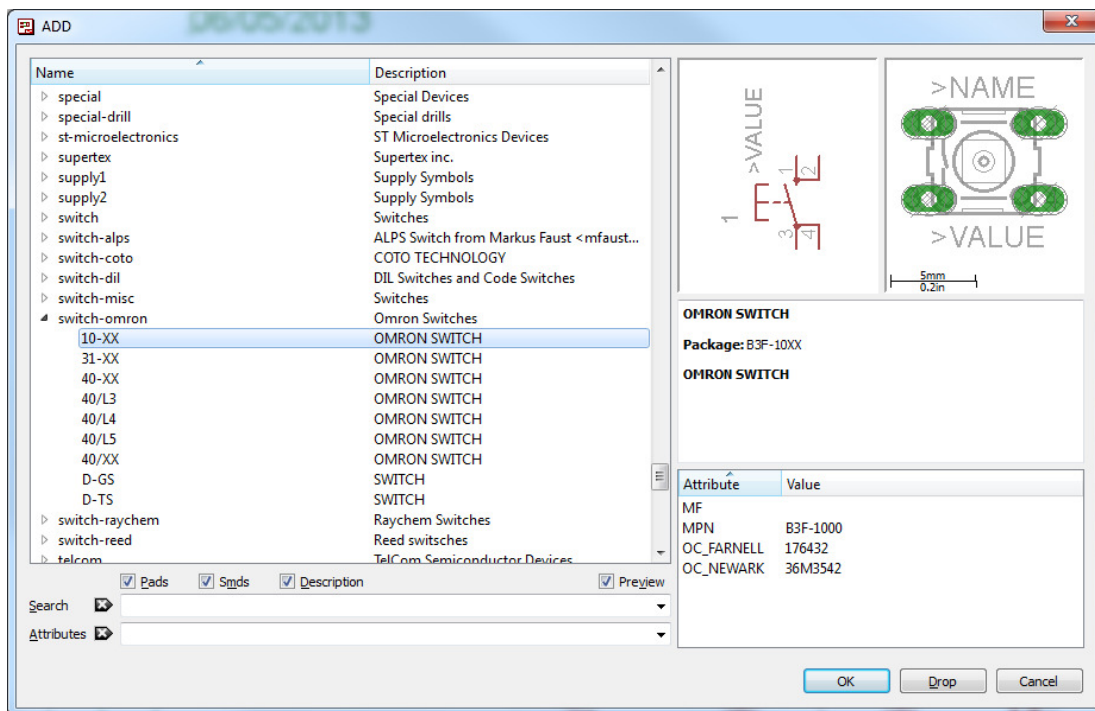 06/05/2013
ADD
Name Description
special Special Devices
special-drill Special drills
st-microelectronics ST Microelectronics Devices
supertex Supertex inc.
supply1 Supply Symbols
supply2 Supply Symbols
switch Switches
switch-alps ALPS Switch from Markus Faust <mfaust...
switch-coto COTO TECHNOLOGY
switch-dil DIL Switches and Code Switches
switch-misc Switches
switch-omron Omron Switches
10-XX OMRON SWITCH
31-XX OMRON SWITCH
40-XX OMRON SWITCH
40/L3 OMRON SWITCH
40/L4 OMRON SWITCH
40/L5 OMRON SWITCH
40/XX OMRON SWITCH
D-GS SWITCH
D-TS SWITCH
switch-raychem Raychem Switches
switch-reed Reed switsches
telcom TelCom Semiconductor Devices
Pads Smds Description Preview
Search
Attributes
>VALUE
1
1 2
3 4
>NAME
>VALUE
5mm
0.2in
OMRON SWITCH
Package: B3F-10XX
OMRON SWITCH
Attribute Value
MF
MPN B3F-1000
OC_FARNELL 176432
OC_NEWARK 36M3542
OK Drop Cancel